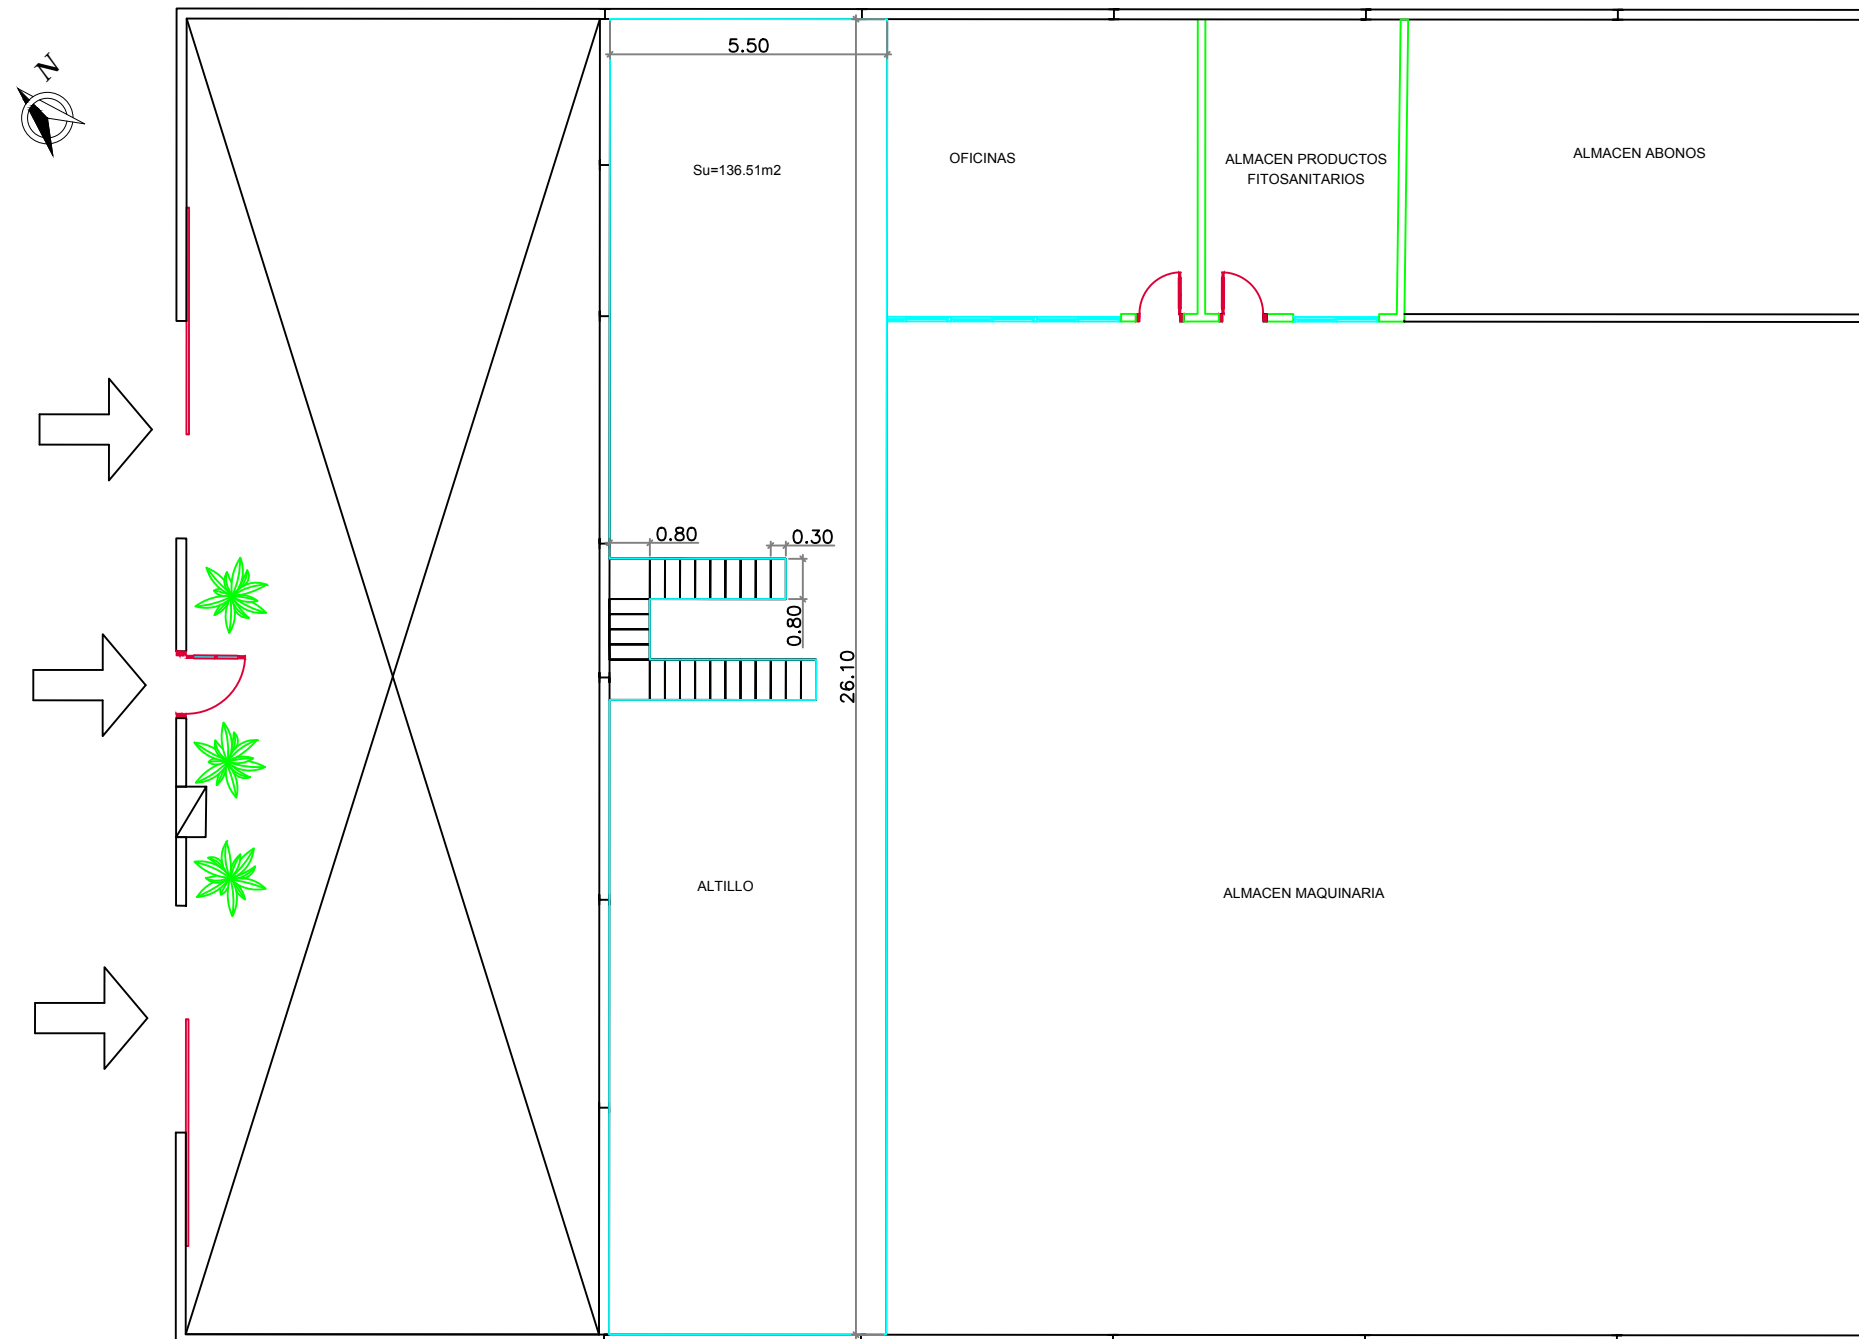 N
5.50
OFICINAS
ALMACEN PRODUCTOS
FITOSANITARIOS
ALMACEN ABONOS
Su=136.51m2
0.80
0.30
0.80
26.10
ALTILLO
ALMACEN MAQUINARIA